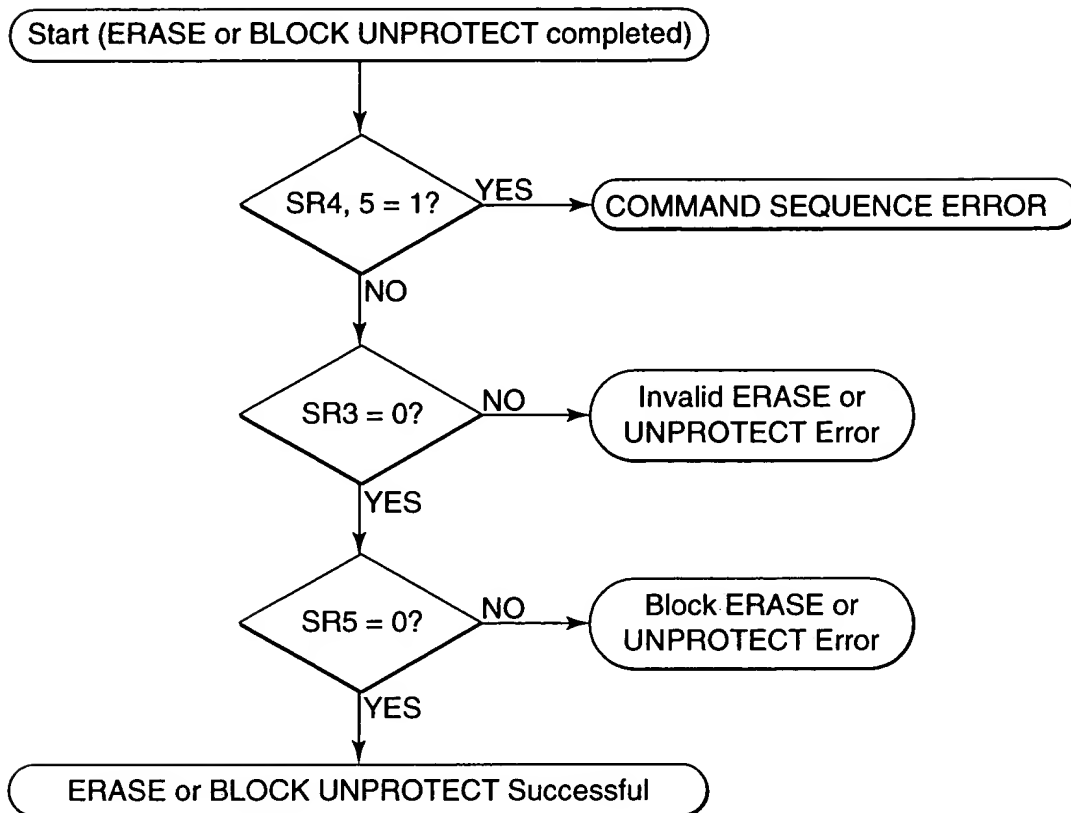 Start (ERASE or BLOCK UNPROTECT completed)
SR4, 5 = 1?
YES
COMMAND SEQUENCE ERROR
NO
SR3 = 0?
NO
Invalid ERASE or
UNPROTECT Error
YES
SR5 = 0?
NO
Block ERASE or
UNPROTECT Error
YES
ERASE or BLOCK UNPROTECT Successful